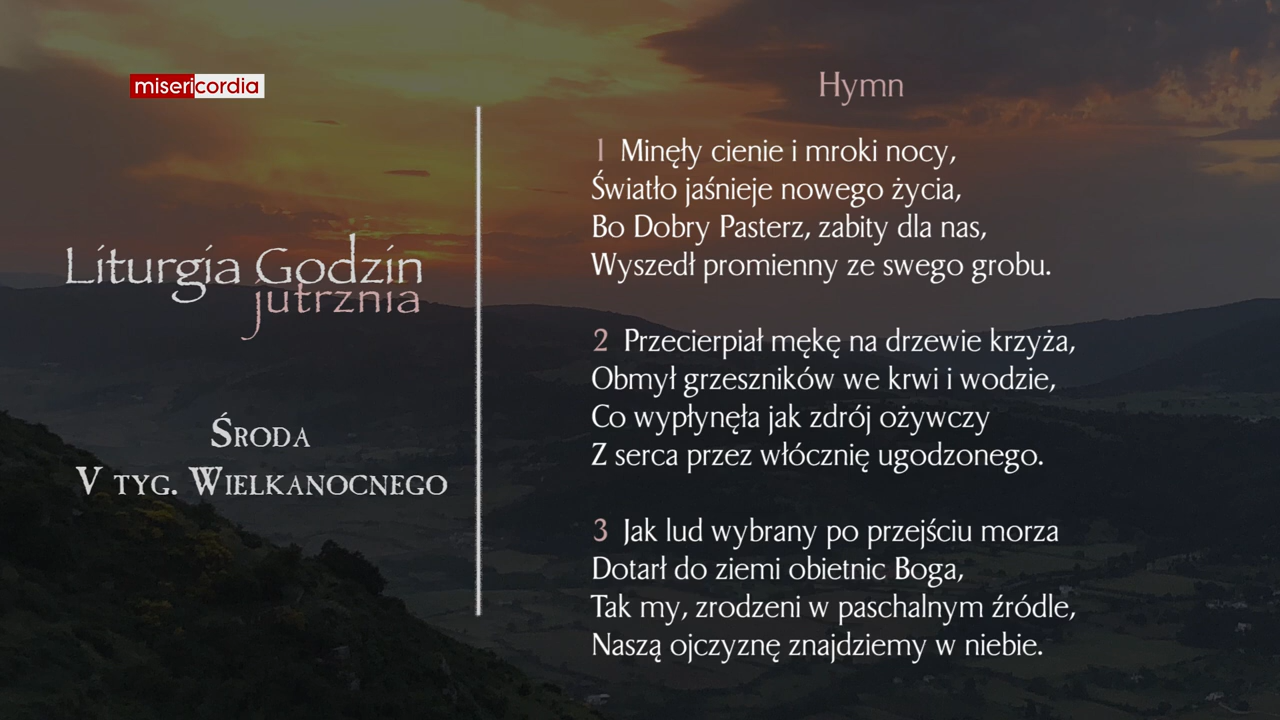 misericordia
Liturgia Godzin
jutrznia
Środa
V tyg. Wielkanocnego
Hymn
1 Minęły cienie i mroki nocy,
Światło jaśnieje nowego życia,
Bo Dobry Pasterz, zabity dla nas,
Wyszedł promienny ze swego grobu.
2 Przecierpiał mękę na drzewie krzyża,
Obmył grzeszników we krwi i wodzie,
Co wypłynęła jak zdrój ożywczy
Z serca przez włócznię ugodzonego.
3 Jak lud wybrany po przejściu morza
Dotarł do ziemi obietnic Boga,
Tak my, zrodzeni w paschalnym źródle,
Naszą ojczyznę znajdziemy w niebie.